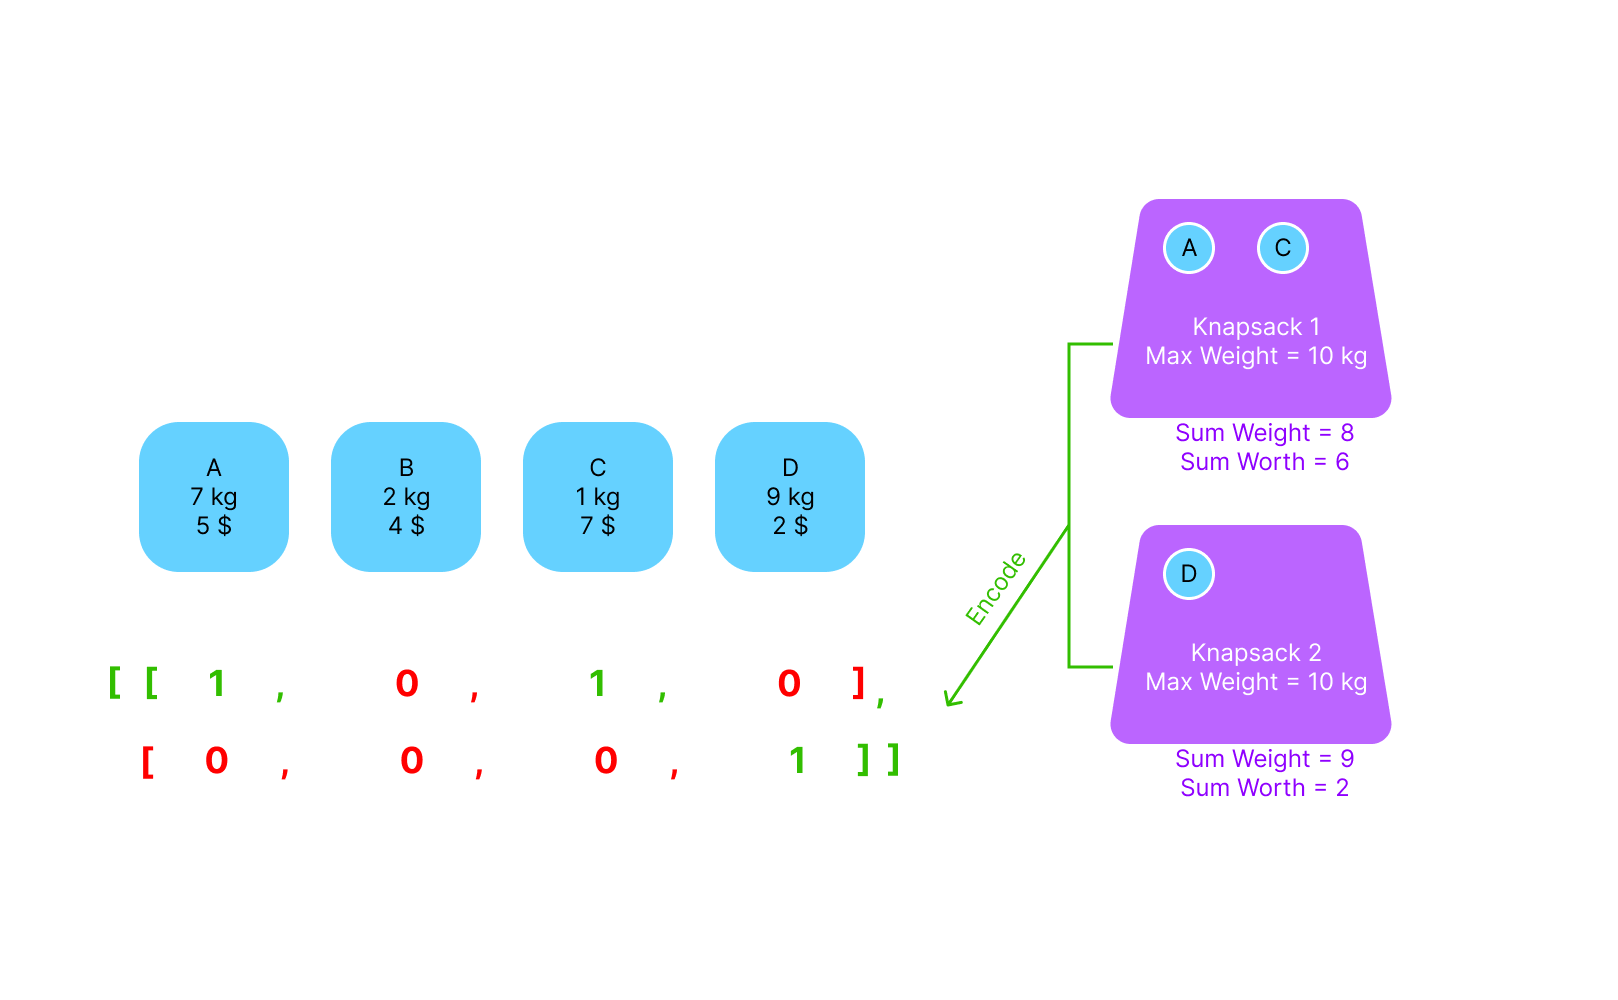 A
C
Knapsack 1
Max Weight = 10 kg
Sum Weight = 8
Sum Worth = 6
A
7 kg
5 $
B
2 kg
4 $
C
1 kg
7 $
D
9 kg
2 $
Encode
D
Knapsack 2
Max Weight = 10 kg
Sum Weight = 9
Sum Worth = 2
[ [ 1 , 0 , 1 , 0 ] ,
[ 0 , 0 , 0 , 1 ] ]